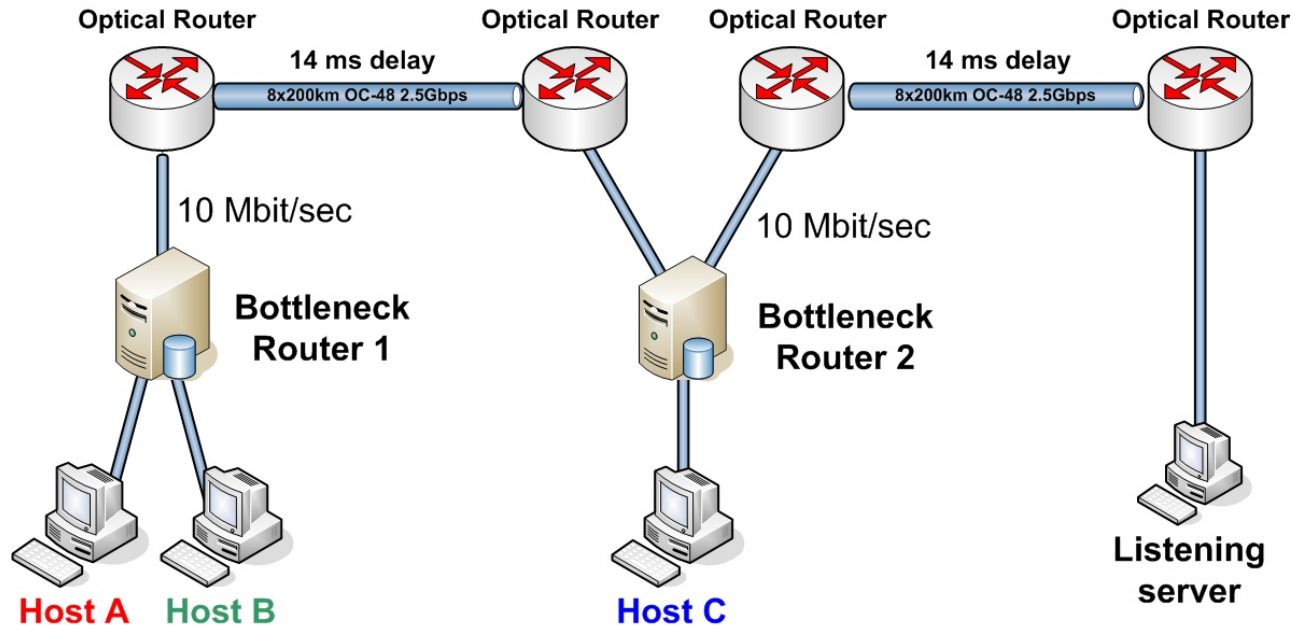 Optical Router
Optical Router
Optical Router
Optical Router
14 ms delay
14 ms delay
8x200km OC-48 2.5Gbps
8x200km OC-48 2.5Gbps
10 Mbit/sec
10 Mbit/sec
Bottleneck
Router 1
Bottleneck
Router 2
Host A
Host B
Host C
Listening
server